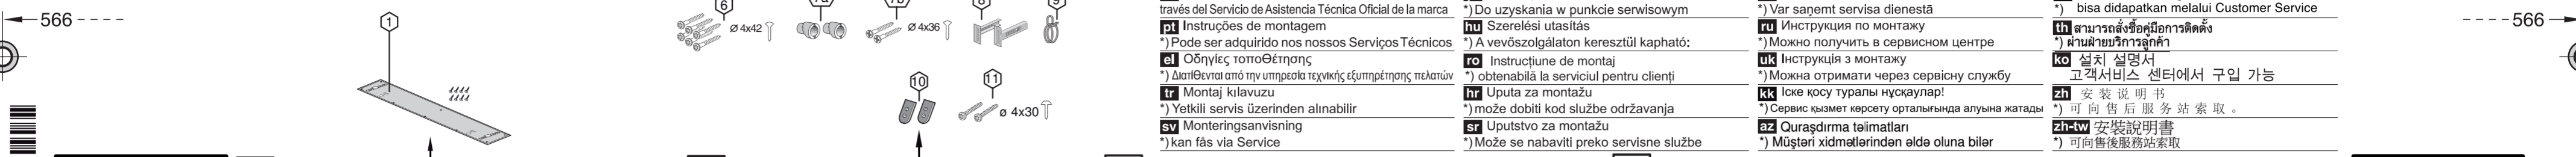 566
1
6
Ø 4x42
7a
7b
Ø 4x36
8
9
10
11
ø 4x30
través del Servicio de Asistencia Técnica Oficial de la marca
pt Instruções de montagem
*) Pode ser adquirido nos nossos Serviços Técnicos
el Οδηγίες τοποθέτησης
*) Διατίθενται από την υπηρεσία τεχνικής εξυπηρέτησης πελατών
tr Montaj kılavuzu
*) Yetkili servis üzerinden alınabilir
sv Monteringsanvisning
*) kan fås via Service
*) Do uzyskania w punkcie serwisowym
hu Szerelési utasítás
*) A vevőszolgálaton keresztül kapható:
ro Instrucțiune de montaj
*) obtenabilă la serviciul pentru clienți
hr Uputa za montažu
*) može dobiti kod službe održavanja
sr Uputstvo za montažu
*) Može se nabaviti preko servisne službe
*) Var saņemt servisa dienestā
ru Инструкция по монтажу
*) Можно получить в сервисном центре
uk Інструкція з монтажу
*) Можна отримати через сервісну службу
kk Іске қосу туралы нұсқаулар!
*) Сервис қызмет көрсету орталығында алуына жатады
az Quraşdırma təlimatları
*) Müştəri xidmətlərindən əldə oluna bilər
*) bisa didapatkan melalui Customer Service
th สามารถสั่งซื้อคู่มือการติดตั้ง
*) ผ่านฝ่ายบริการลูกค้า
ko 설치 설명서
고객서비스 센터에서 구입 가능
zh 安装说明书
*) 可向售后服务站索取。
zh-tw 安裝說明書
*) 可向售後服務站索取
566